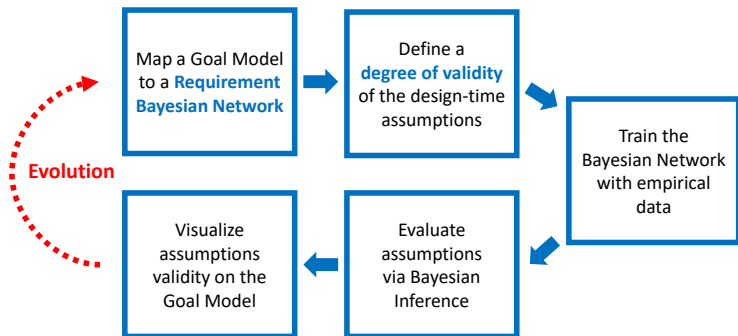 Map a Goal Model
to a Requirement
Bayesian Network
Define a
degree of validity
of the design-time
assumptions
Train the
Bayesian Network
with empirical
data
Evaluate
assumptions
via Bayesian
Inference
Visualize
assumptions
validity on the
Goal Model
Evolution